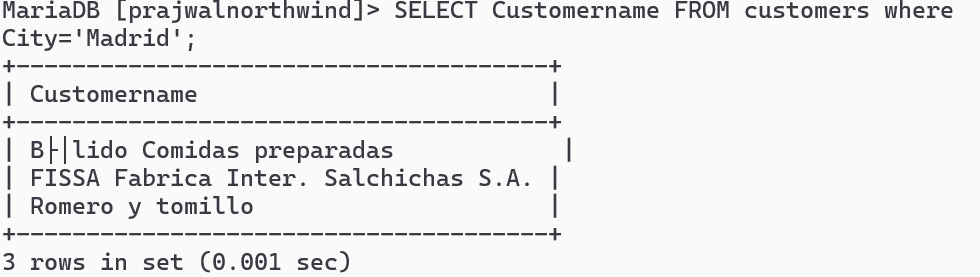 MariaDB [prajwalnorthwind]> SELECT Customername FROM customers where
City='Madrid';
+--------------------------------------+
| Customername                         |
+--------------------------------------+
| B├│lido Comidas preparadas            |
| FISSA Fabrica Inter. Salchichas S.A. |
| Romero y tomillo                     |
+--------------------------------------+
3 rows in set (0.001 sec)